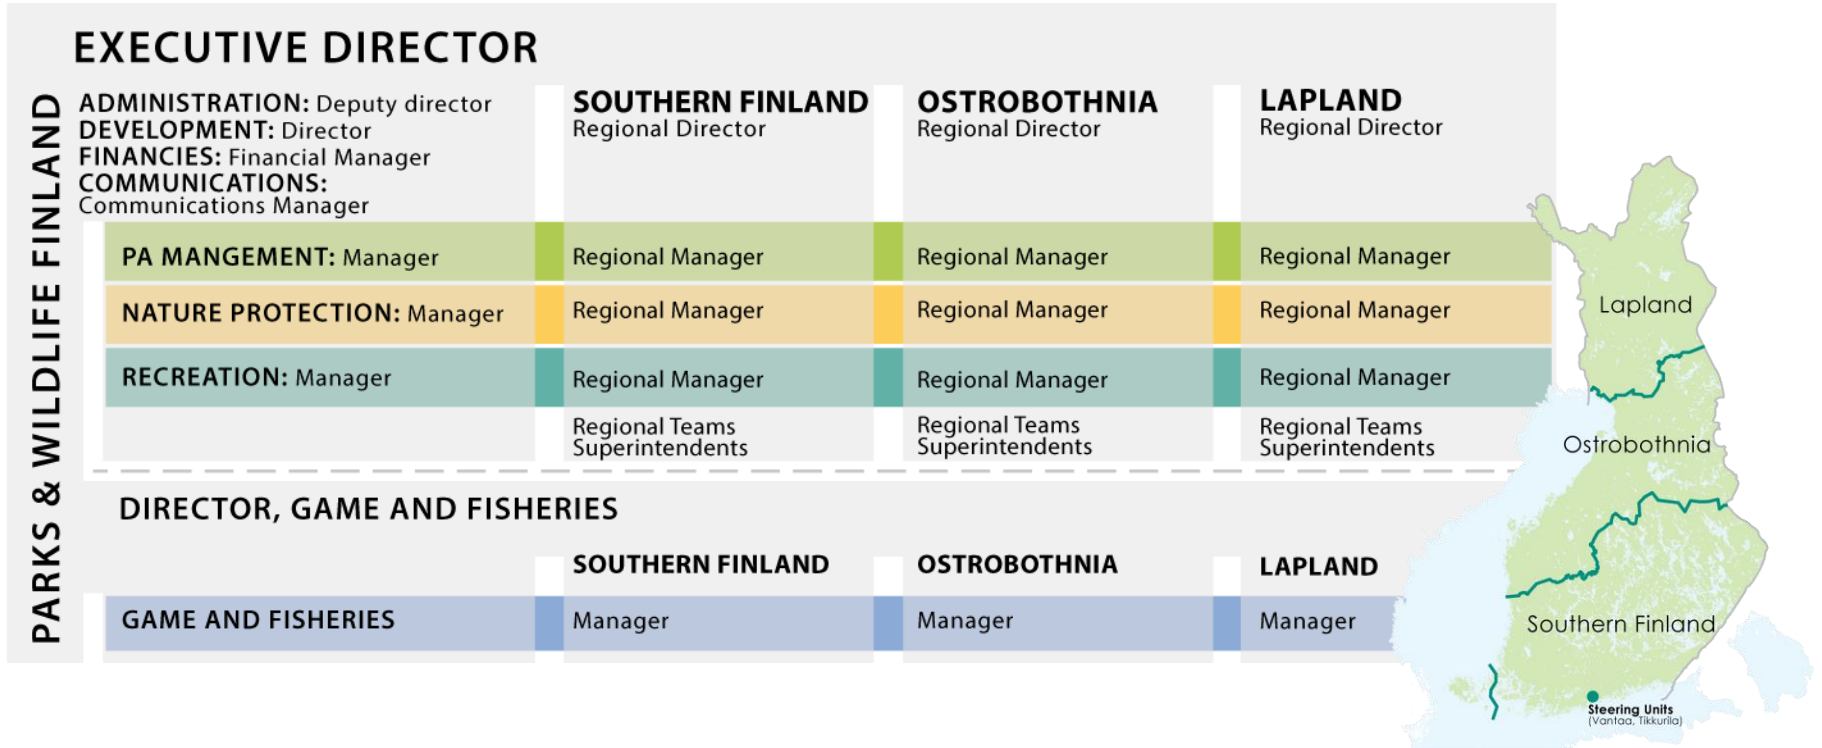 PARKS & WILDLIFE FINLAND
EXECUTIVE DIRECTOR
ADMINISTRATION: Deputy director
DEVELOPMENT: Director
FINANCIES: Financial Manager
COMMUNICATIONS:
Communications Manager
SOUTHERN FINLAND
Regional Director
OSTROBOTHNIA
Regional Director
LAPLAND
Regional Director
PA MANGEMENT: Manager
Regional Manager
Regional Manager
Regional Manager
NATURE PROTECTION: Manager
Regional Manager
Regional Manager
Regional Manager
RECREATION: Manager
Regional Manager
Regional Manager
Regional Manager
Regional Teams
Superintendents
Regional Teams
Superintendents
Regional Teams
Superintendents
DIRECTOR, GAME AND FISHERIES
SOUTHERN FINLAND
OSTROBOTHNIA
LAPLAND
GAME AND FISHERIES
Manager
Manager
Manager
Lapland
Ostrobothnia
Southern Finland
Steering Units
(Vantaa, Tikkurila)